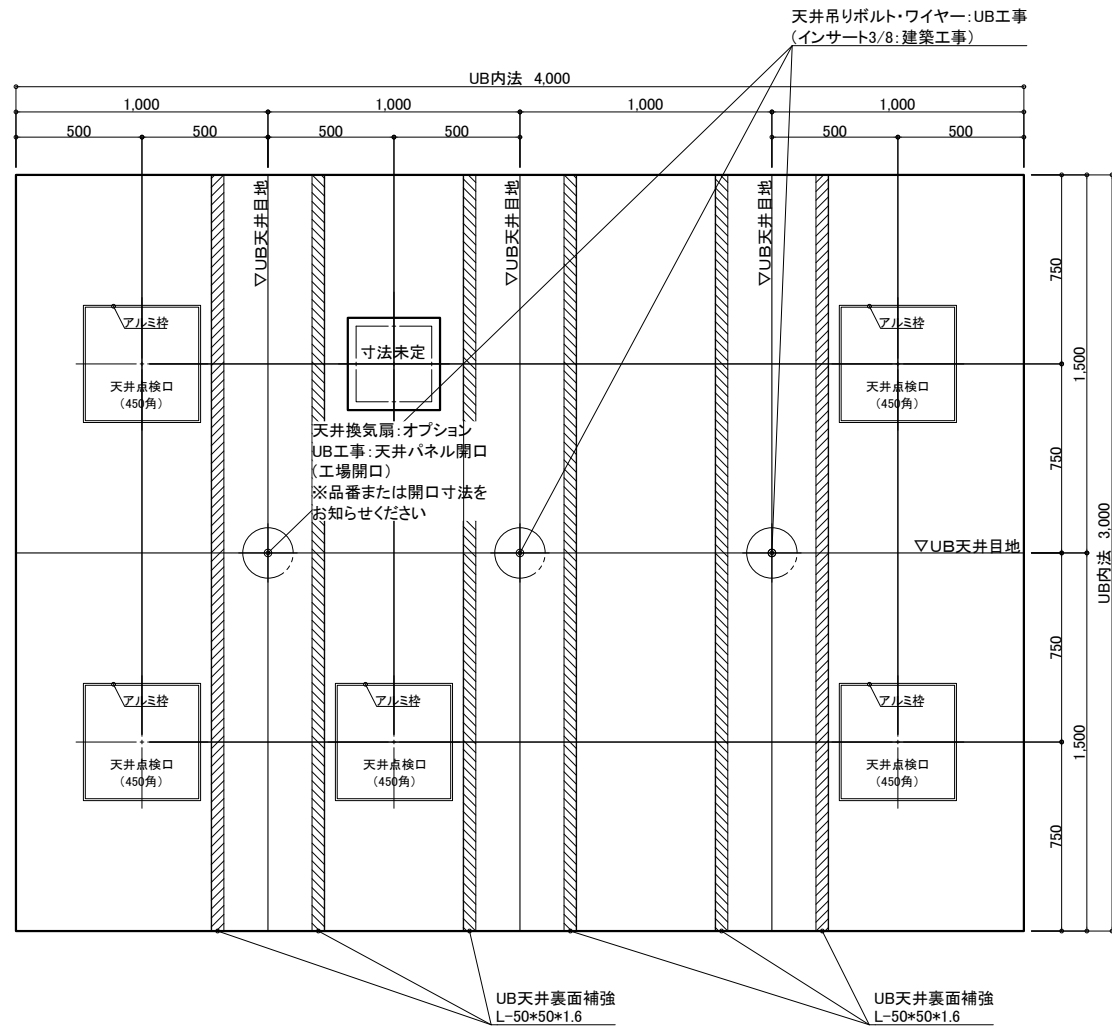 天井吊りボルト・ワイヤー:UB工事
(インサート3/8:建築工事)
UB内法 4,000
1,000
1,000
1,000
1,000
500
500
500
500
500
500
▽UB天井目地
▽UB天井目地
▽UB天井目地
アルミ枠
天井点検口
(450角)
寸法未定
アルミ枠
天井点検口
(450角)
天井換気扇:オプション
UB工事:天井パネル開口
(工場開口)
※品番または開口寸法を
お知らせください
▽UB天井目地
アルミ枠
天井点検口
(450角)
アルミ枠
天井点検口
(450角)
アルミ枠
天井点検口
(450角)
750
750
750
750
1,500
1,500
UB内法 3,000
UB天井裏面補強
L-50*50*1.6
UB天井裏面補強
L-50*50*1.6